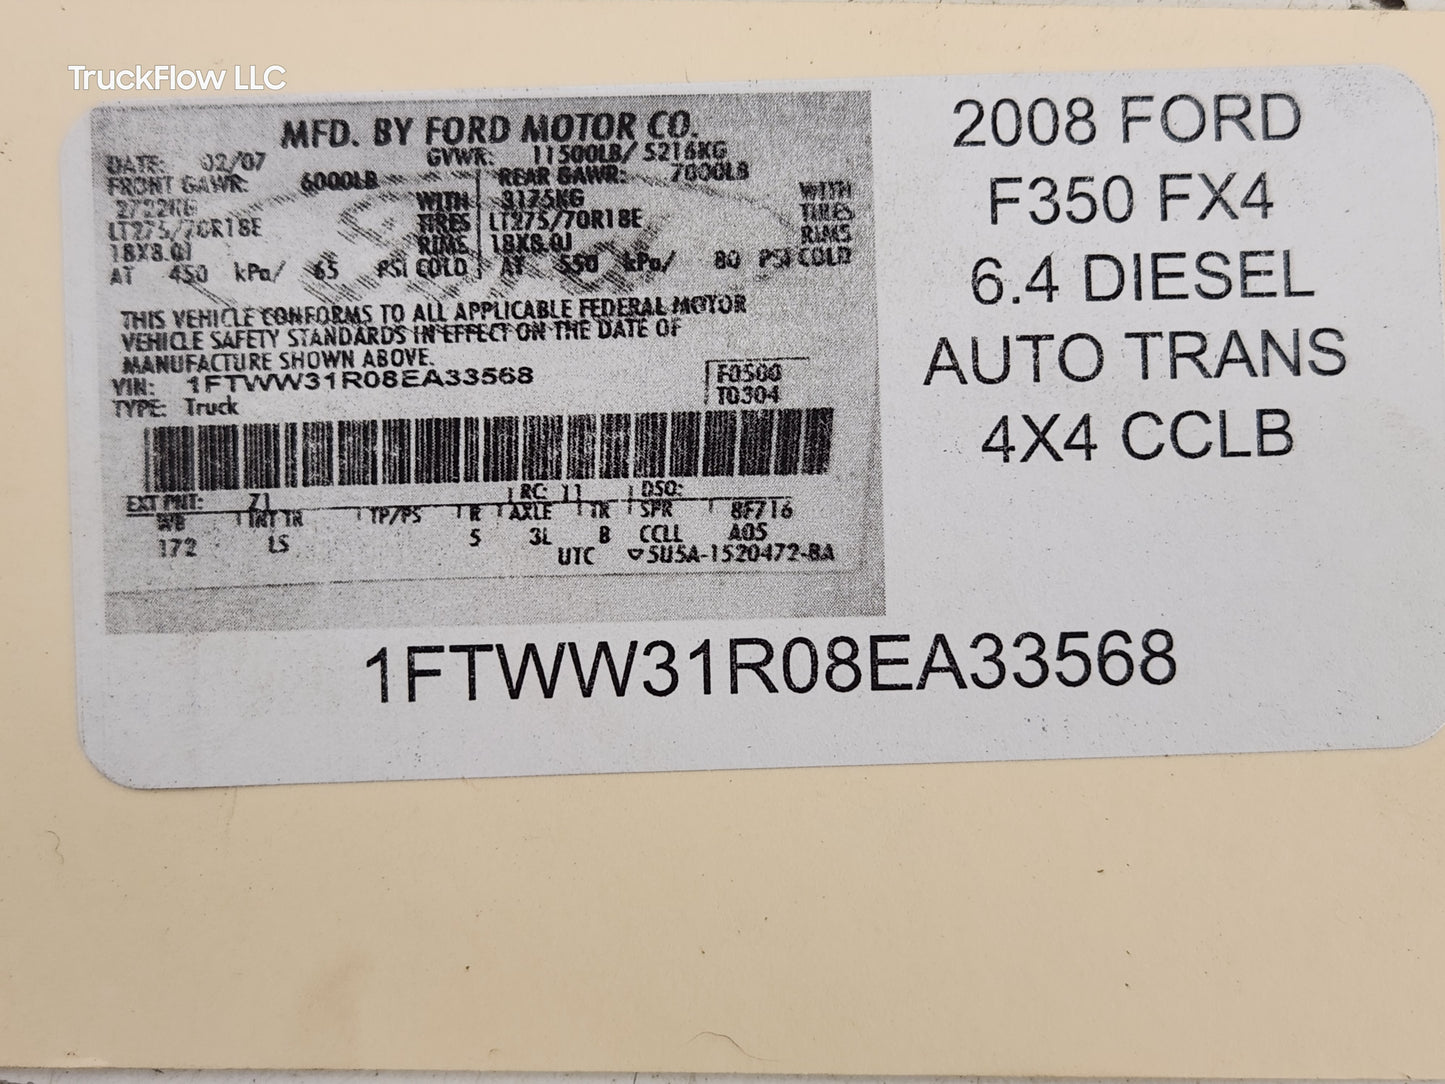 TruckFlow LLC
MFD. BY FORD MOTOR CO.
DATE: 02/07 GVWR: 11500LB/ 5216KG
FRONT GAWR: 6000LB REAR GAWR: 7000LB
2722KG WITH 3175KG WITH
LT275/70R18E TIRES LT275/70R18E TIRES
18X8.0J RIMS 18X8.0J RIMS
AT 450 kPa/ 65 PSI COLD AT 550 kPa/ 80 PSI COLD
THIS VEHICLE CONFORMS TO ALL APPLICABLE FEDERAL MOTOR
VEHICLE SAFETY STANDARDS IN EFFECT ON THE DATE OF
MANUFACTURE SHOWN ABOVE.
VIN: 1FTWW31R08EA33568 F0500
TYPE: Truck T0304
EXT PNT: Z1 RC: 11 DSO:
WB INT TR TP/PS R AXLE TR SPR 8F716
172 LS 5 3L B CCLL A05
UTC ▽5U5A-1520472-BA
2008 FORD
F350 FX4
6.4 DIESEL
AUTO TRANS
4X4 CCLB
1FTWW31R08EA33568